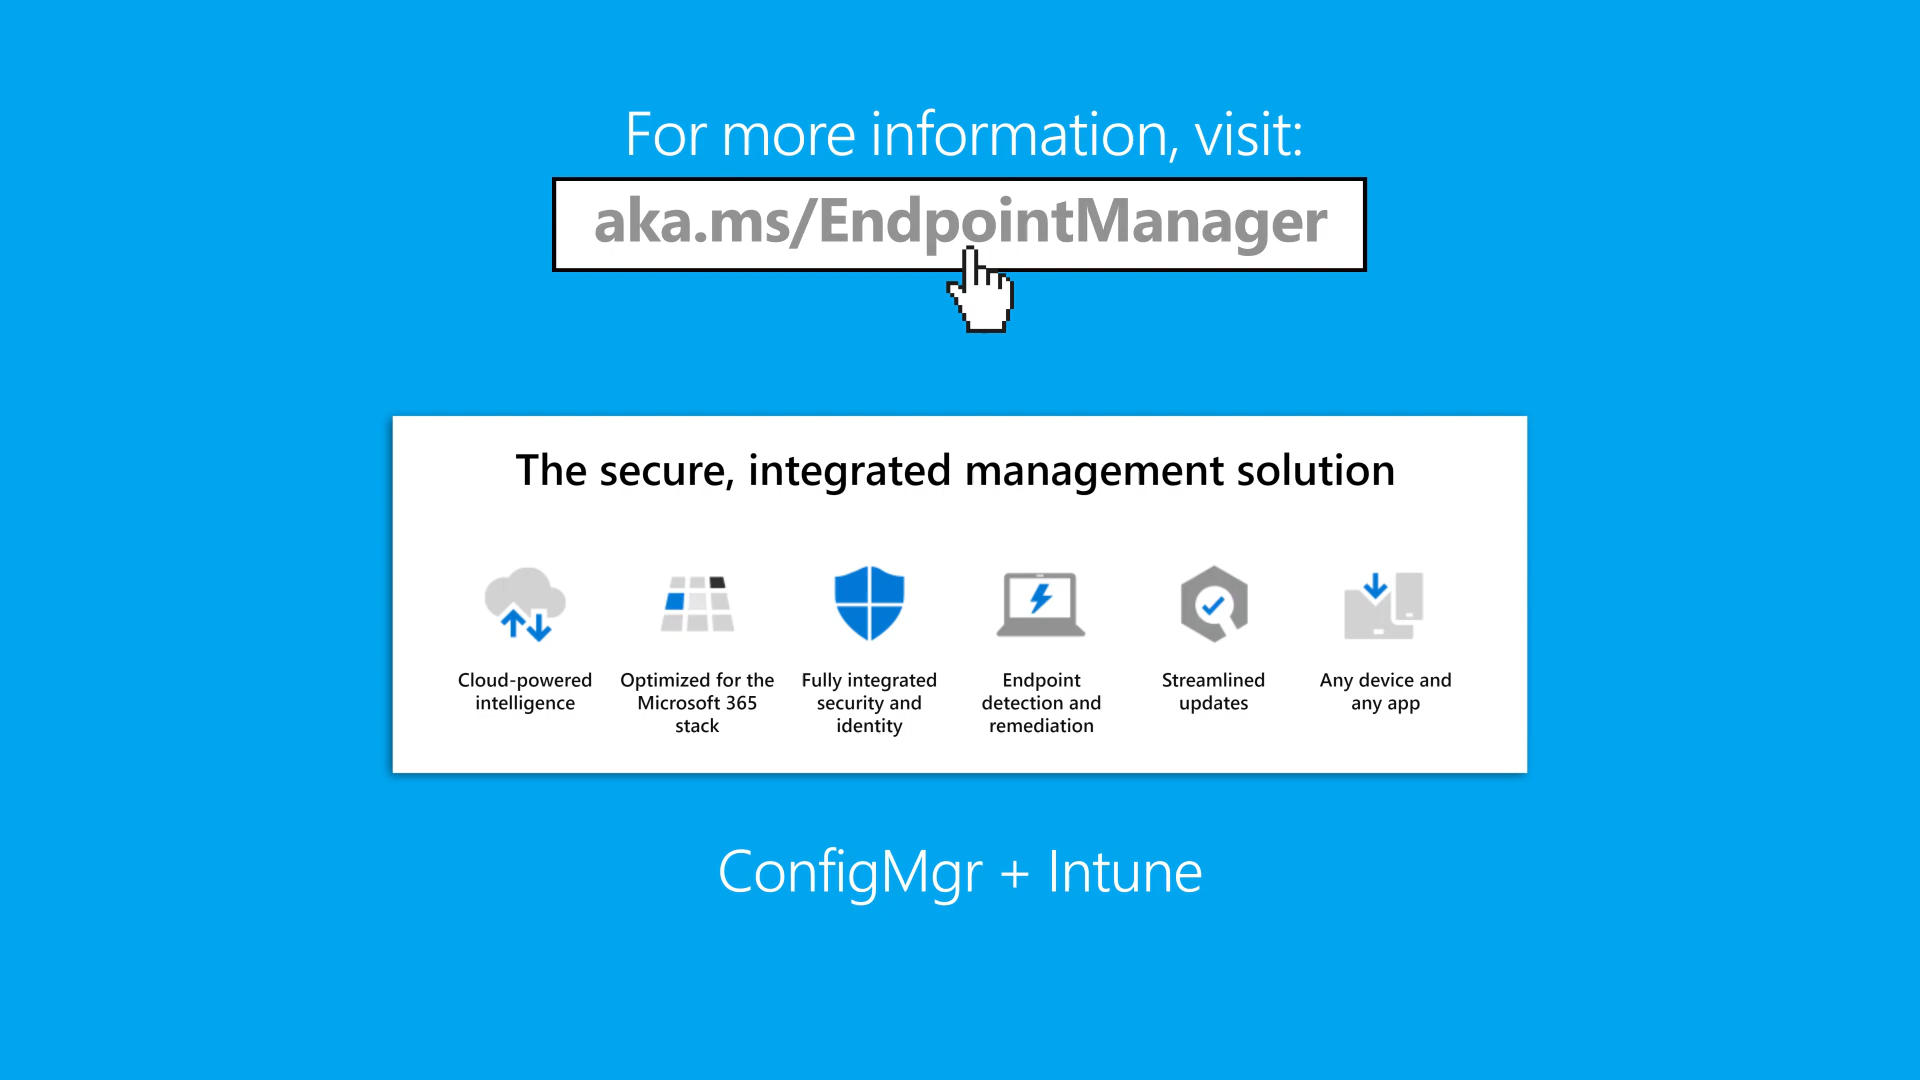 For more information, visit:
aka.ms/EndpointManager
The secure, integrated management solution
Cloud-powered
intelligence
Optimized for the
Microsoft 365
stack
Fully integrated
security and
identity
Endpoint
detection and
remediation
Streamlined
updates
Any device and
any app
ConfigMgr + Intune